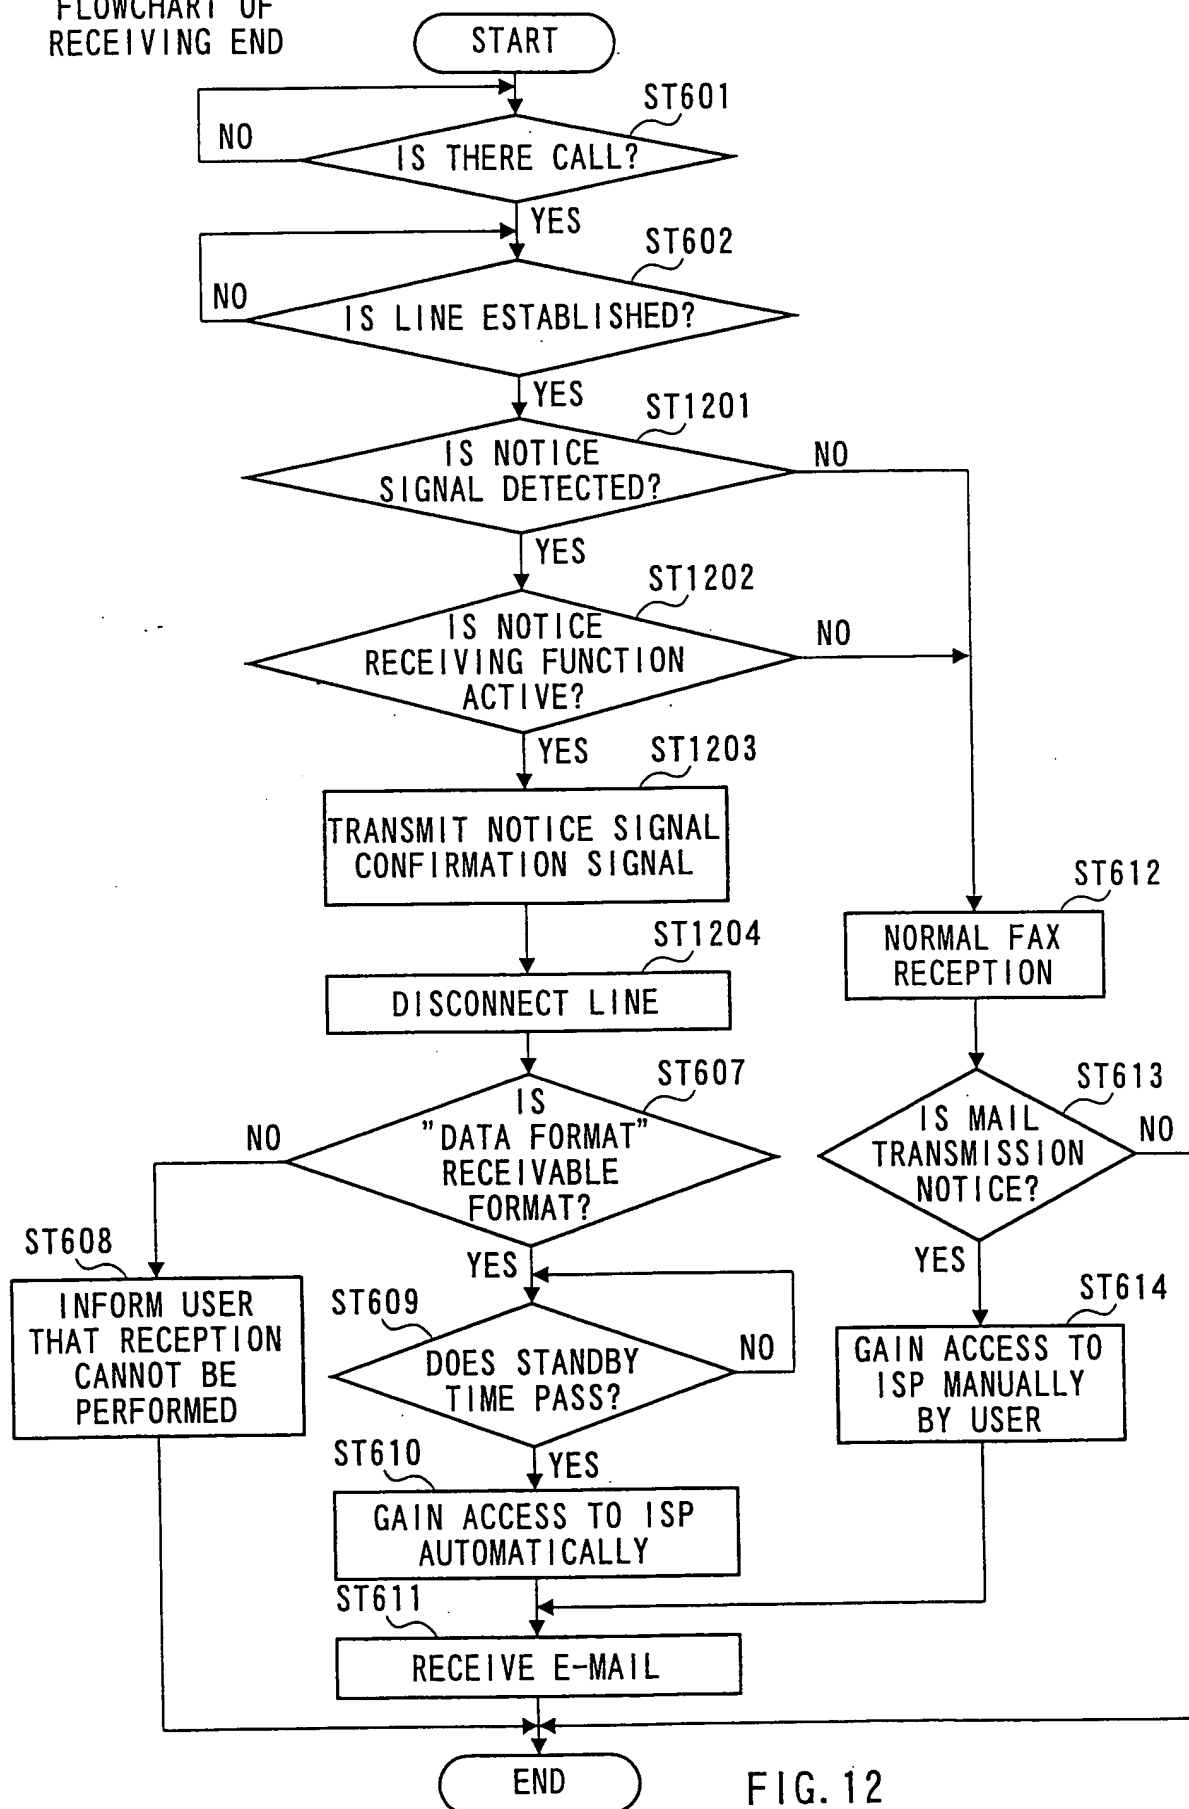 FLOWCHART OF
RECEIVING END
START
ST601
NO
IS THERE CALL?
YES
ST602
NO
IS LINE ESTABLISHED?
YES
ST1201
IS NOTICE
SIGNAL DETECTED?
NO
YES
ST1202
IS NOTICE
RECEIVING FUNCTION
ACTIVE?
NO
YES
ST1203
TRANSMIT NOTICE SIGNAL
CONFIRMATION SIGNAL
ST612
NORMAL FAX
RECEPTION
ST1204
DISCONNECT LINE
ST607
IS
"DATA FORMAT"
RECEIVABLE
FORMAT?
NO
ST613
IS MAIL
TRANSMISSION
NOTICE?
NO
YES
ST608
INFORM USER
THAT RECEPTION
CANNOT BE
PERFORMED
YES
ST609
DOES STANDBY
TIME PASS?
NO
ST614
GAIN ACCESS TO
ISP MANUALLY
BY USER
YES
ST610
GAIN ACCESS TO ISP
AUTOMATICALLY
ST611
RECEIVE E-MAIL
END
FIG. 12